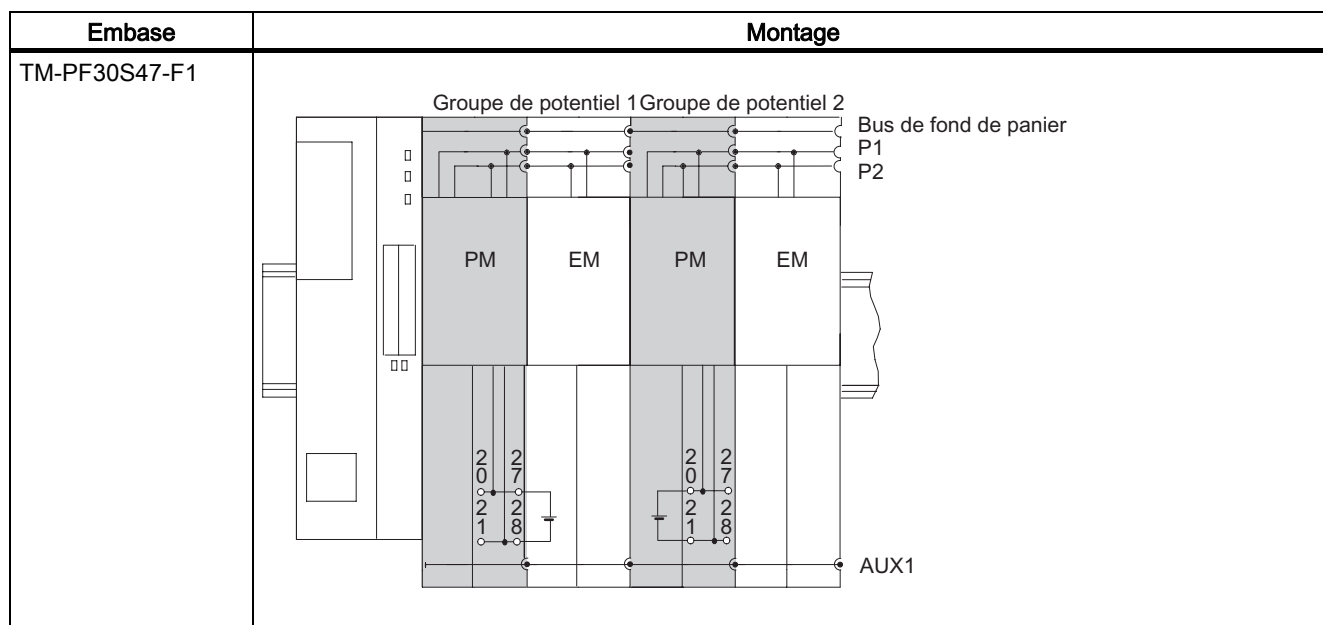 Embase
Montage
TM-PF30S47-F1
Groupe de potentiel 1 Groupe de potentiel 2
Bus de fond de panier
P1
P2
PM EM PM EM
20 27 20 27
21 28 21 28
AUX1